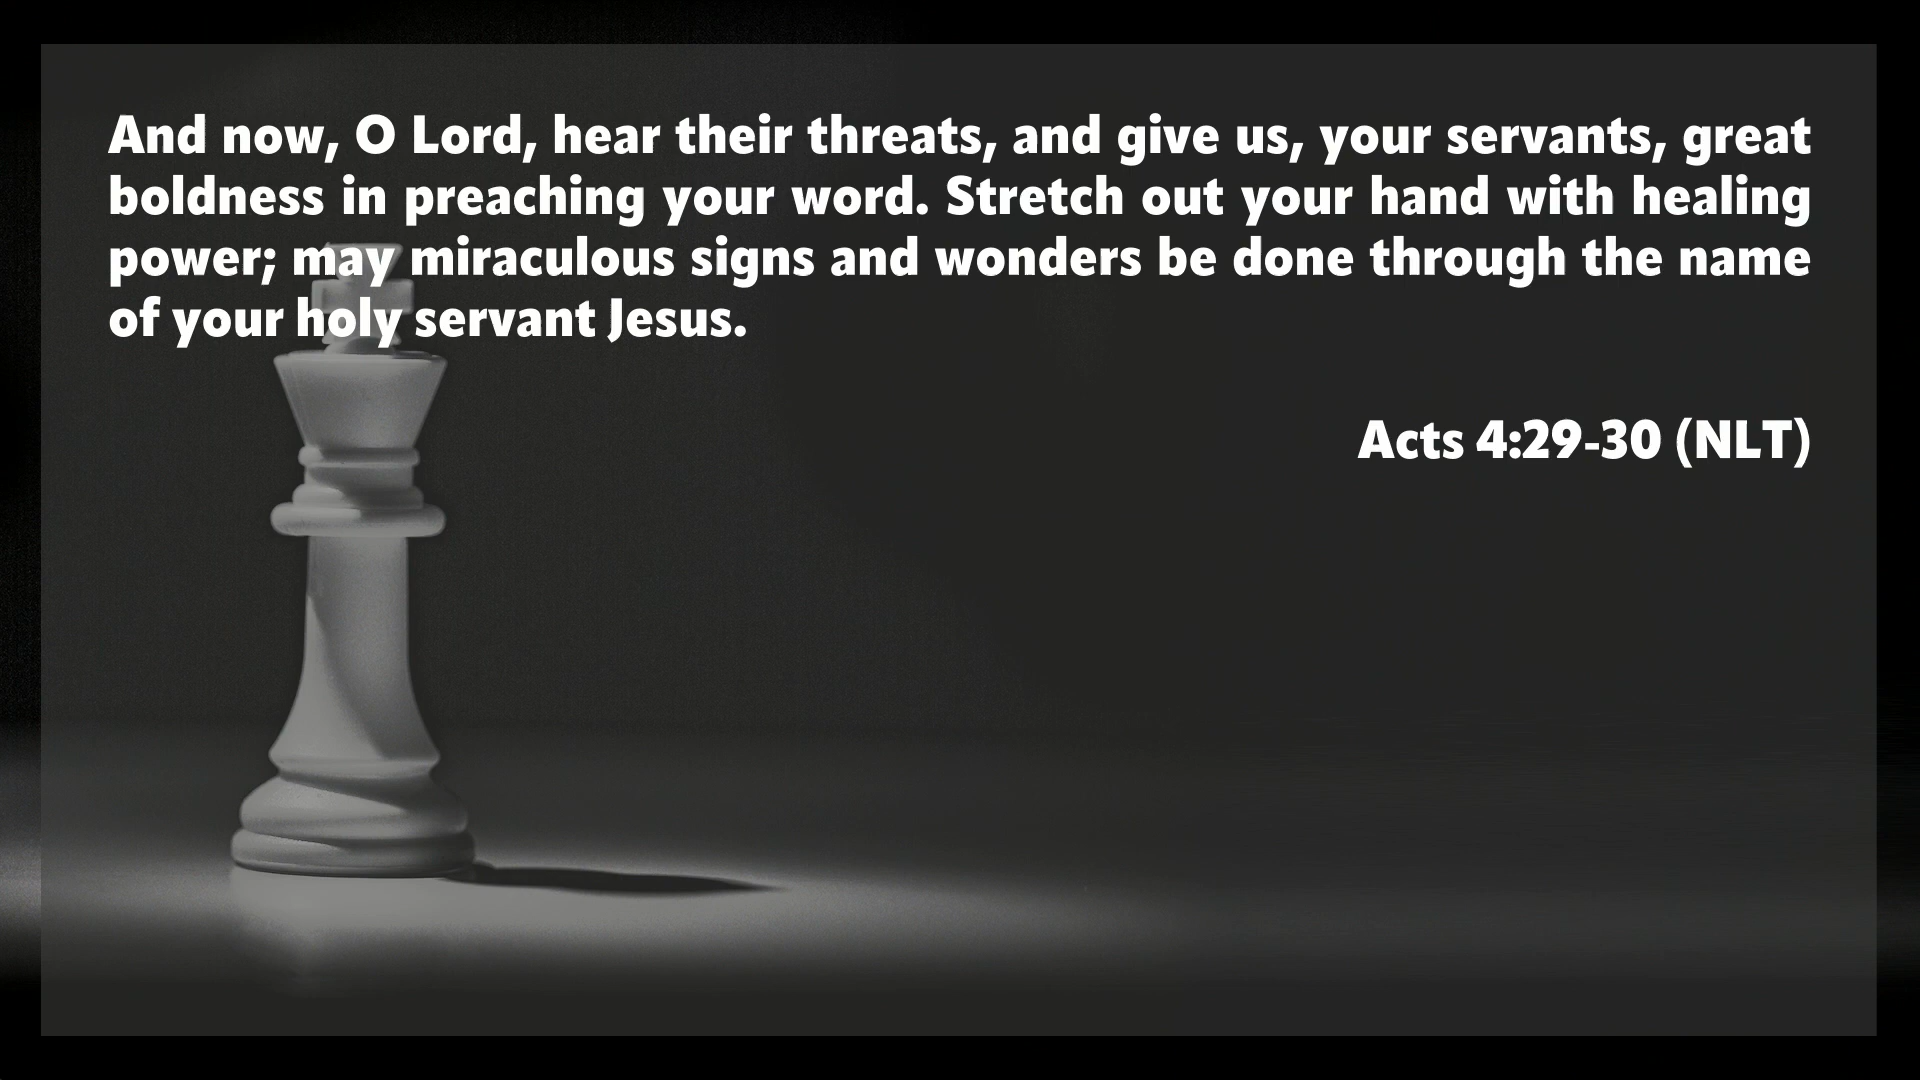 And now, O Lord, hear their threats, and give us, your servants, great
boldness in preaching your word. Stretch out your hand with healing
power; may miraculous signs and wonders be done through the name
of your holy servant Jesus.
Acts 4:29-30 (NLT)